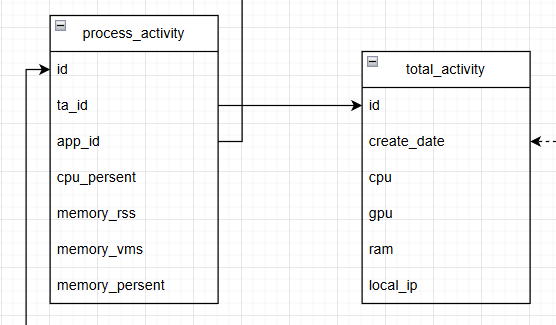 process_activity
id
ta_id
app_id
cpu_persent
memory_rss
memory_vms
memory_persent
total_activity
id
create_date
cpu
gpu
ram
local_ip